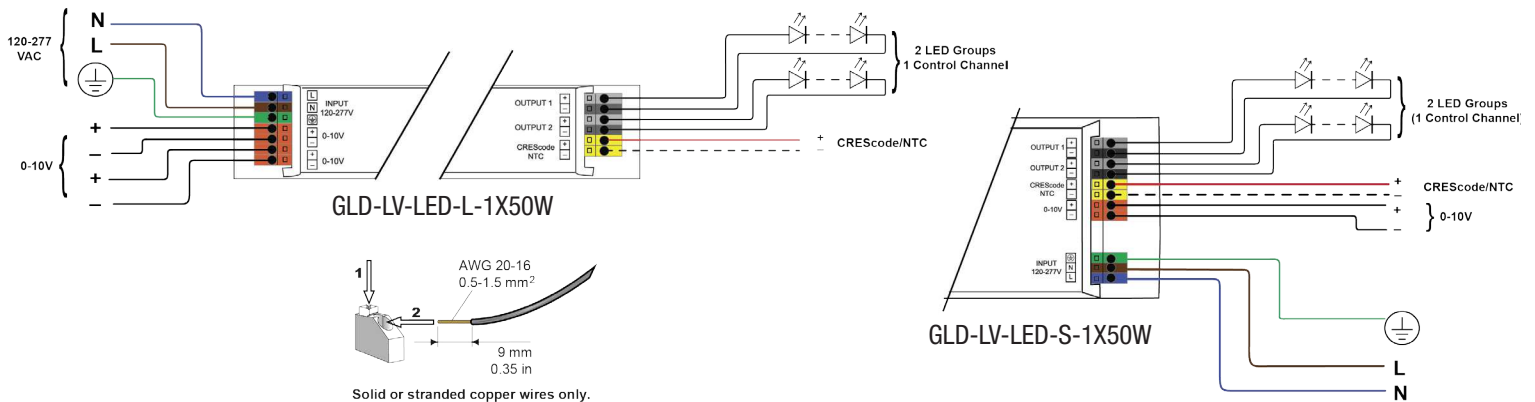 120-277
VAC
N
L
0-10V
+
–
+
–
L
N
+
–
+
–
INPUT
120-277V
0-10V
0-10V
OUTPUT 1
OUTPUT 2
CREScode
NTC
+
–
+
–
+
–
2 LED Groups
1 Control Channel
+
–
CREScode/NTC
GLD-LV-LED-L-1X50W
1
2
AWG 20-16
0.5-1.5 mm²
9 mm
0.35 in
Solid or stranded copper wires only.
OUTPUT 1
OUTPUT 2
CREScode
NTC
0-10V
+
–
+
–
+
–
+
–
INPUT
120-277V
N
L
2 LED Groups
(1 Control Channel)
+
–
CREScode/NTC
+
–
0-10V
GLD-LV-LED-S-1X50W
L
N